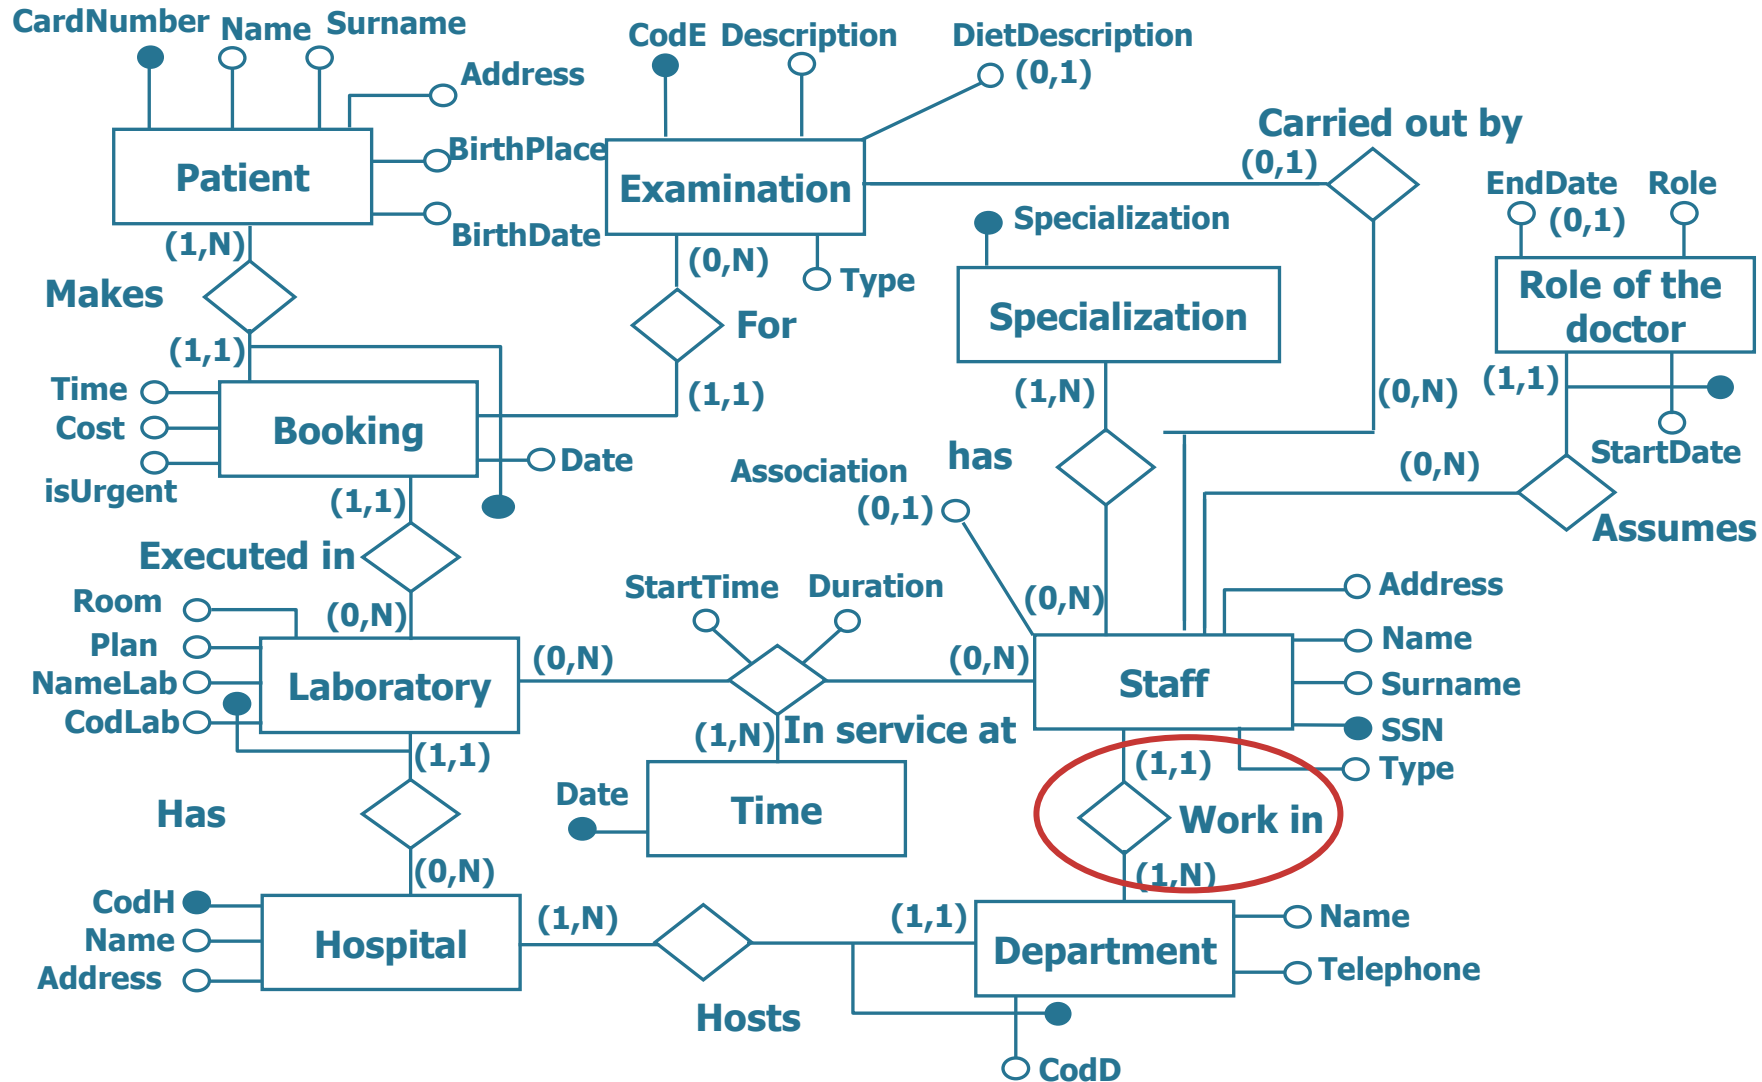 CardNumber
Name
Surname
Address
BirthPlace
BirthDate
Patient
(1,N)
Makes
(1,1)
CodE
Description
DietDescription
(0,1)
Examination
(0,N)
Type
For
(1,1)
Carried out by
(0,1)
(0,N)
Specialization
Specialization
(1,N)
has
(0,N)
EndDate
(0,1)
Role
Role of the
doctor
(1,1)
StartDate
(0,N)
Assumes
Time
Cost
isUrgent
Booking
Date
(1,1)
Executed in
(0,N)
Room
Plan
NameLab
CodLab
Laboratory
(1,1)
Has
(0,N)
Association
(0,1)
StartTime
Duration
(0,N)
(0,N)
In service at
(1,N)
Date
Time
Staff
Address
Name
Surname
SSN
Type
(1,1)
Work in
(1,N)
CodH
Name
Address
Hospital
(1,N)
Hosts
(1,1)
Department
Name
Telephone
CodD